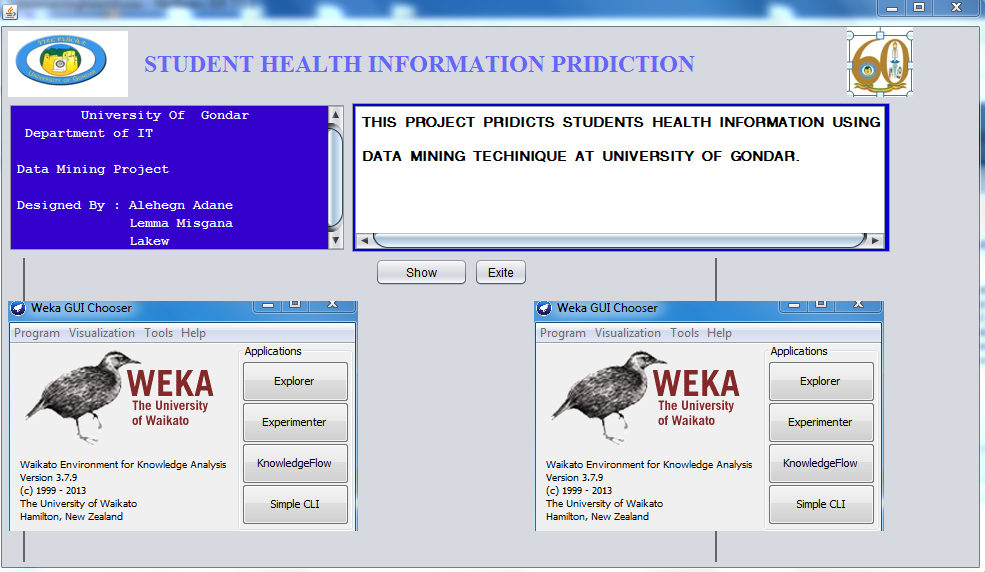 STUDENT HEALTH INFORMATION PRIDICTION
60
University Of Gondar
Department of IT
Data Mining Project
Designed By : Alehegn Adane
Lemma Misgana
Lakew
THIS PROJECT PRIDICTS STUDENTS HEALTH INFORMATION USING
DATA MINING TECHINIQUE AT UNIVERSITY OF GONDAR.
Show
Exite
Weka GUI Chooser
Program Visualization Tools Help
Applications
WEKA
The University
of Waikato
Explorer
Experimenter
KnowledgeFlow
Simple CLI
Waikato Environment for Knowledge Analysis
Version 3.7.9
(c) 1999 - 2013
The University of Waikato
Hamilton, New Zealand
Weka GUI Chooser
Program Visualization Tools Help
Applications
WEKA
The University
of Waikato
Explorer
Experimenter
KnowledgeFlow
Simple CLI
Waikato Environment for Knowledge Analysis
Version 3.7.9
(c) 1999 - 2013
The University of Waikato
Hamilton, New Zealand